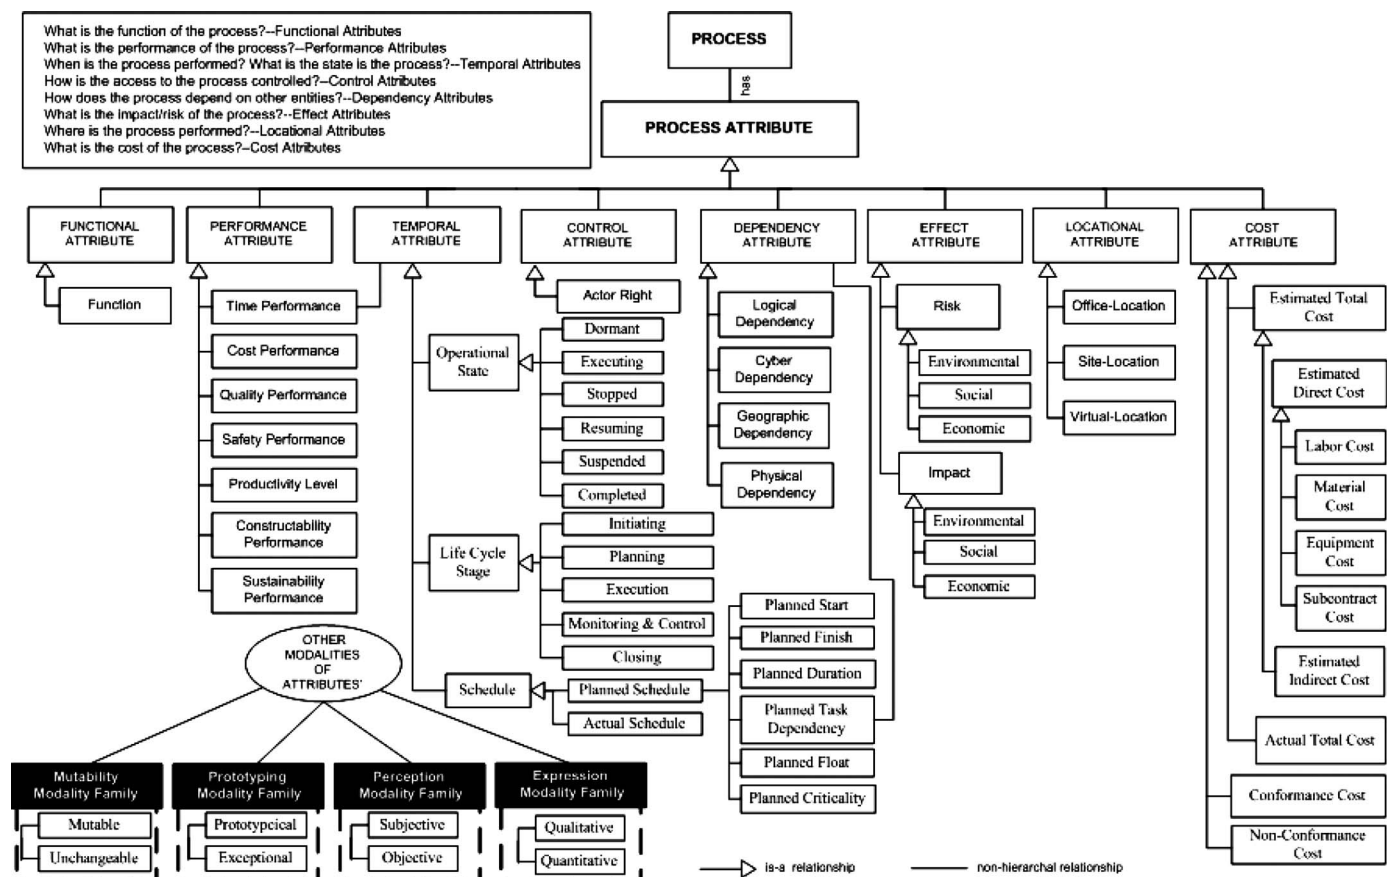 What is the function of the process?--Functional Attributes
What is the performance of the process?--Performance Attributes
When is the process performed? What is the state is the process?--Temporal Attributes
How is the access to the process controlled?--Control Attributes
How does the process depend on other entities?--Dependency Attributes
What is the impact/risk of the process?--Effect Attributes
Where is the process performed?--Locational Attributes
What is the cost of the process?--Cost Attributes
PROCESS
has
PROCESS ATTRIBUTE
FUNCTIONAL
ATTRIBUTE
Function
PERFORMANCE
ATTRIBUTE
Time Performance
Cost Performance
Quality Performance
Safety Performance
Productivity Level
Constructability
Performance
Sustainability
Performance
TEMPORAL
ATTRIBUTE
Operational
State
Dormant
Executing
Stopped
Resuming
Suspended
Completed
Life Cycle
Stage
Initiating
Planning
Execution
Monitoring & Control
Closing
Schedule
Planned Schedule
Actual Schedule
Planned Start
Planned Finish
Planned Duration
Planned Task
Dependency
Planned Float
Planned Criticality
CONTROL
ATTRIBUTE
Actor Right
DEPENDENCY
ATTRIBUTE
Logical
Dependency
Cyber
Dependency
Geographic
Dependency
Physical
Dependency
EFFECT
ATTRIBUTE
Risk
Environmental
Social
Economic
Impact
Environmental
Social
Economic
LOCATIONAL
ATTRIBUTE
Office-Location
Site-Location
Virtual-Location
COST
ATTRIBUTE
Estimated Total
Cost
Estimated
Direct Cost
Labor Cost
Material
Cost
Equipment
Cost
Subcontract
Cost
Estimated
Indirect Cost
Actual Total Cost
Conformance Cost
Non-Conformance
Cost
OTHER
MODALITIES
OF
ATTRIBUTES'
Mutability
Modality Family
Mutable
Unchangeable
Prototyping
Modality Family
Prototypcical
Exceptional
Perception
Modality Family
Subjective
Objective
Expression
Modality Family
Qualitative
Quantitative
is-a relationship
non-hierarchal relationship